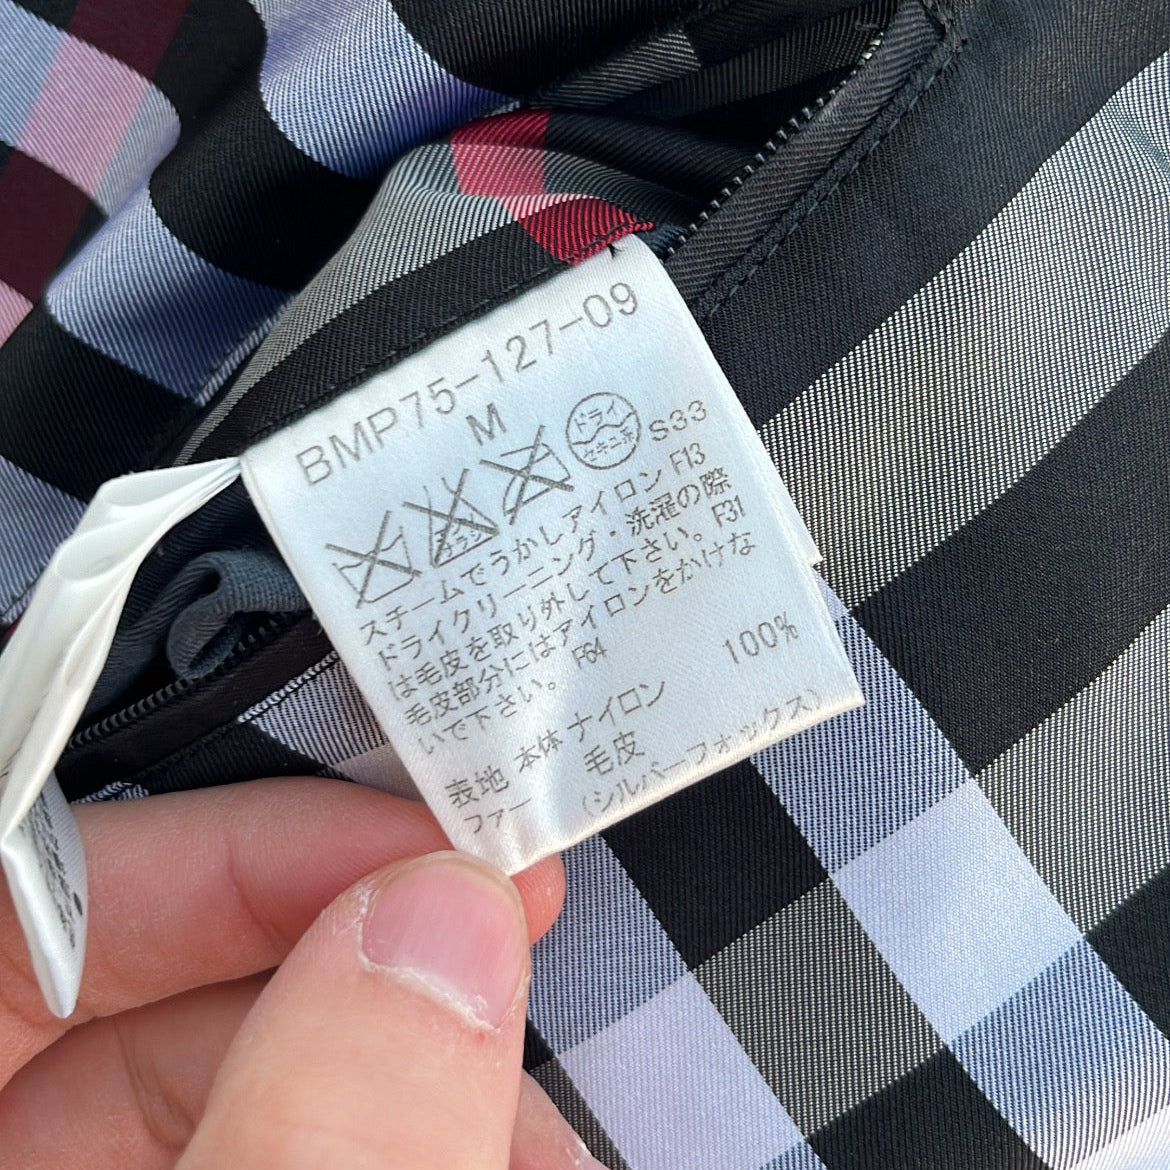 BMP75-127-09
M
ドライ
セキユ系
S33
ブラシ
スチームでうかしアイロン F13
ドライクリーニング・洗濯の際
は毛皮を取り外して下さい。 F31
毛皮部分にはアイロンをかけな
いで下さい。 F64
表地 本体 ナイロン 100%
ファー 毛皮
(シルバーフォックス)